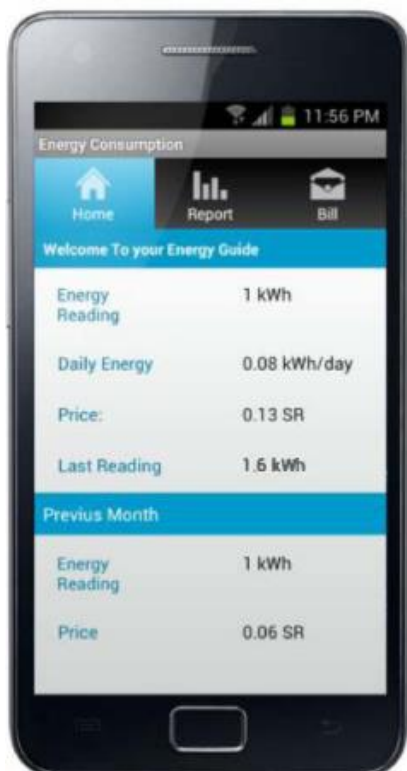 11:56 PM
Energy Consumption
Home Report Bill
Welcome To your Energy Guide
Energy Reading 1 kWh
Daily Energy 0.08 kWh/day
Price: 0.13 SR
Last Reading 1.6 kWh
Previus Month
Energy Reading 1 kWh
Price 0.06 SR